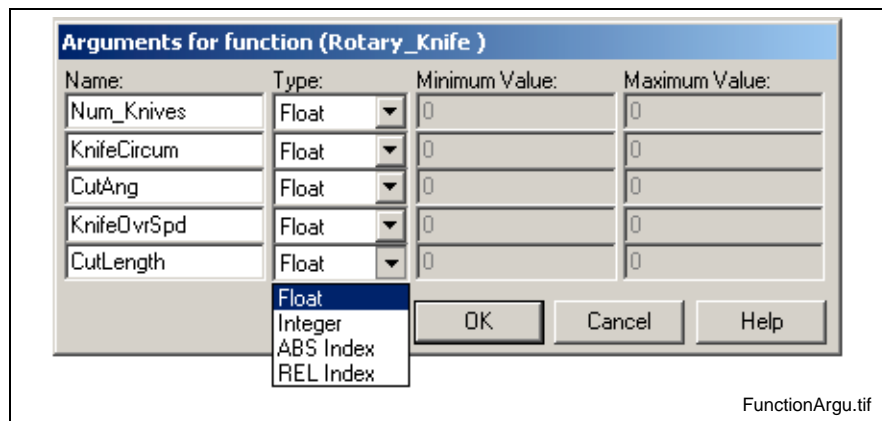 Arguments for function (Rotary_Knife )
Name: Type: Minimum Value: Maximum Value:
Num_Knives Float 0 0
KnifeCircum Float 0 0
CutAng Float 0 0
KnifeOvrSpd Float 0 0
CutLength Float 0 0
Float
Integer
ABS Index
REL Index
OK Cancel Help
FunctionArgu.tif